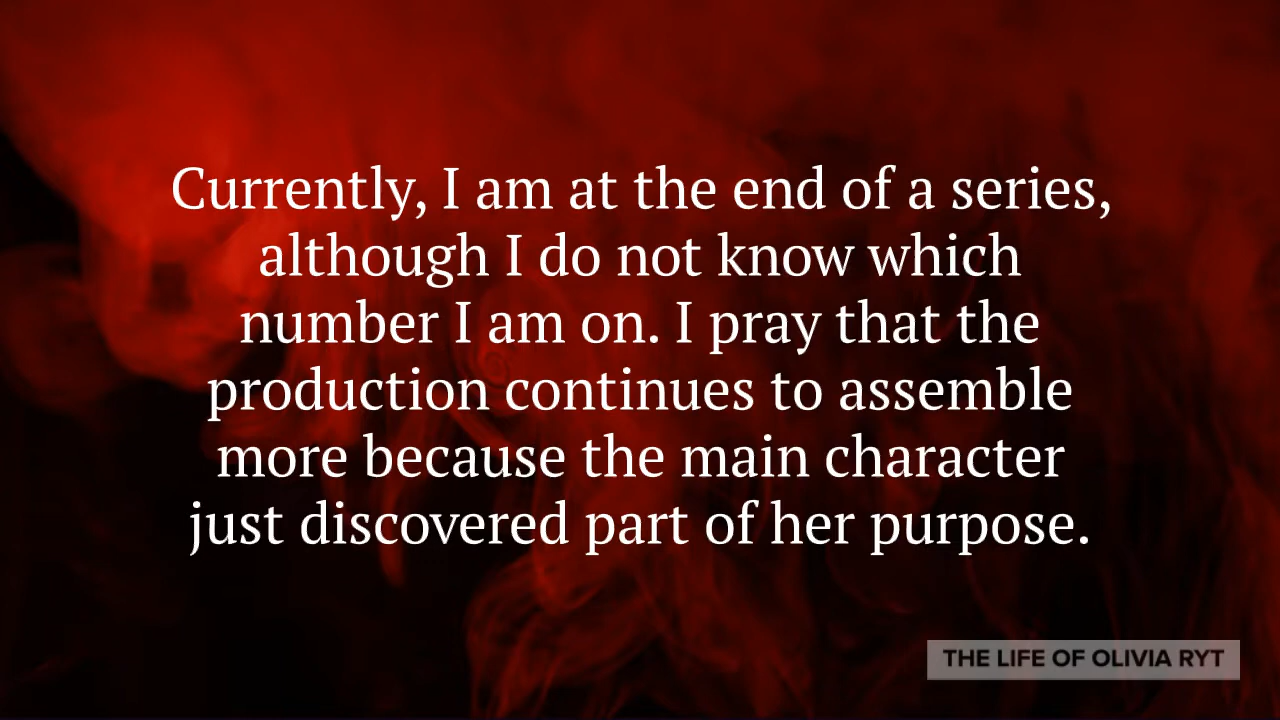 Currently, I am at the end of a series,
although I do not know which
number I am on. I pray that the
production continues to assemble
more because the main character
just discovered part of her purpose.
THE LIFE OF OLIVIA RYT